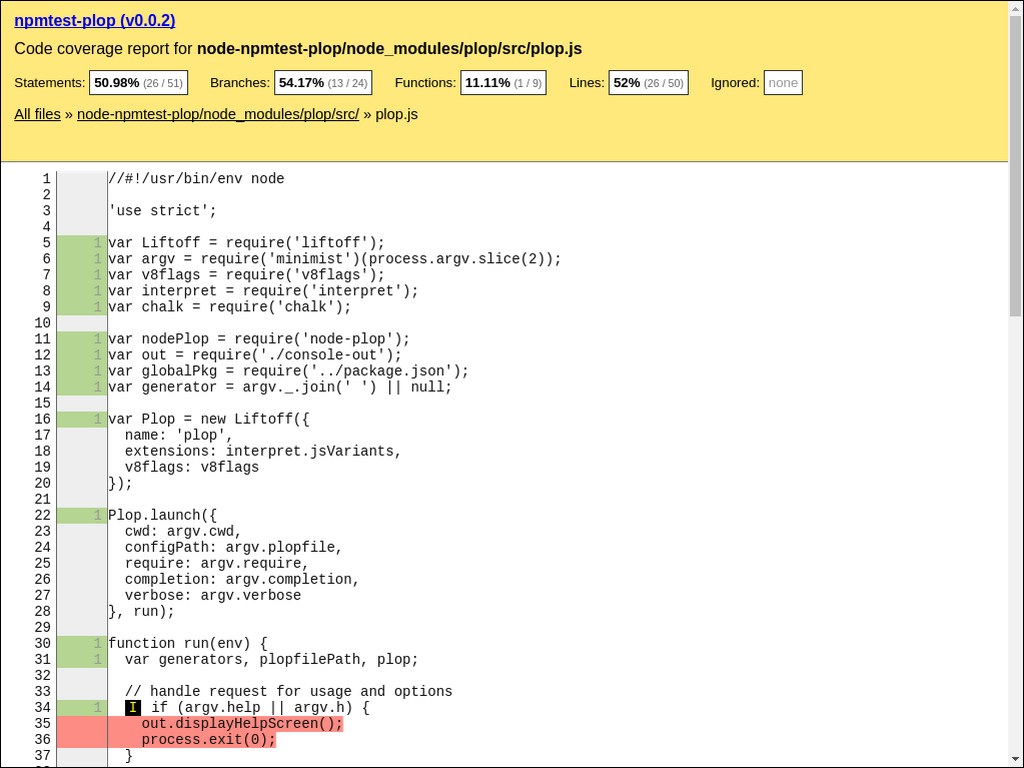 npmtest-plop (v0.0.2)
Code coverage report for node-npmtest-plop/node_modules/plop/src/plop.js
Statements: 50.98% (26 / 51) Branches: 54.17% (13 / 24) Functions: 11.11% (1 / 9) Lines: 52% (26 / 50) Ignored: none
All files » node-npmtest-plop/node_modules/plop/src/ » plop.js
1 //#!/usr/bin/env node
2
3 'use strict';
4
5 1 var Liftoff = require('liftoff');
6 1 var argv = require('minimist')(process.argv.slice(2));
7 1 var v8flags = require('v8flags');
8 1 var interpret = require('interpret');
9 1 var chalk = require('chalk');
10
11 1 var nodePlop = require('node-plop');
12 1 var out = require('./console-out');
13 1 var globalPkg = require('../package.json');
14 1 var generator = argv._.join(' ') || null;
15
16 1 var Plop = new Liftoff({
17   name: 'plop',
18   extensions: interpret.jsVariants,
19   v8flags: v8flags
20 });
21
22 1 Plop.launch({
23   cwd: argv.cwd,
24   configPath: argv.plopfile,
25   require: argv.require,
26   completion: argv.completion,
27   verbose: argv.verbose
28 }, run);
29
30 1 function run(env) {
31 1   var generators, plopfilePath, plop;
32
33   // handle request for usage and options
34 1   I if (argv.help || argv.h) {
35     out.displayHelpScreen();
36     process.exit(0);
37   }